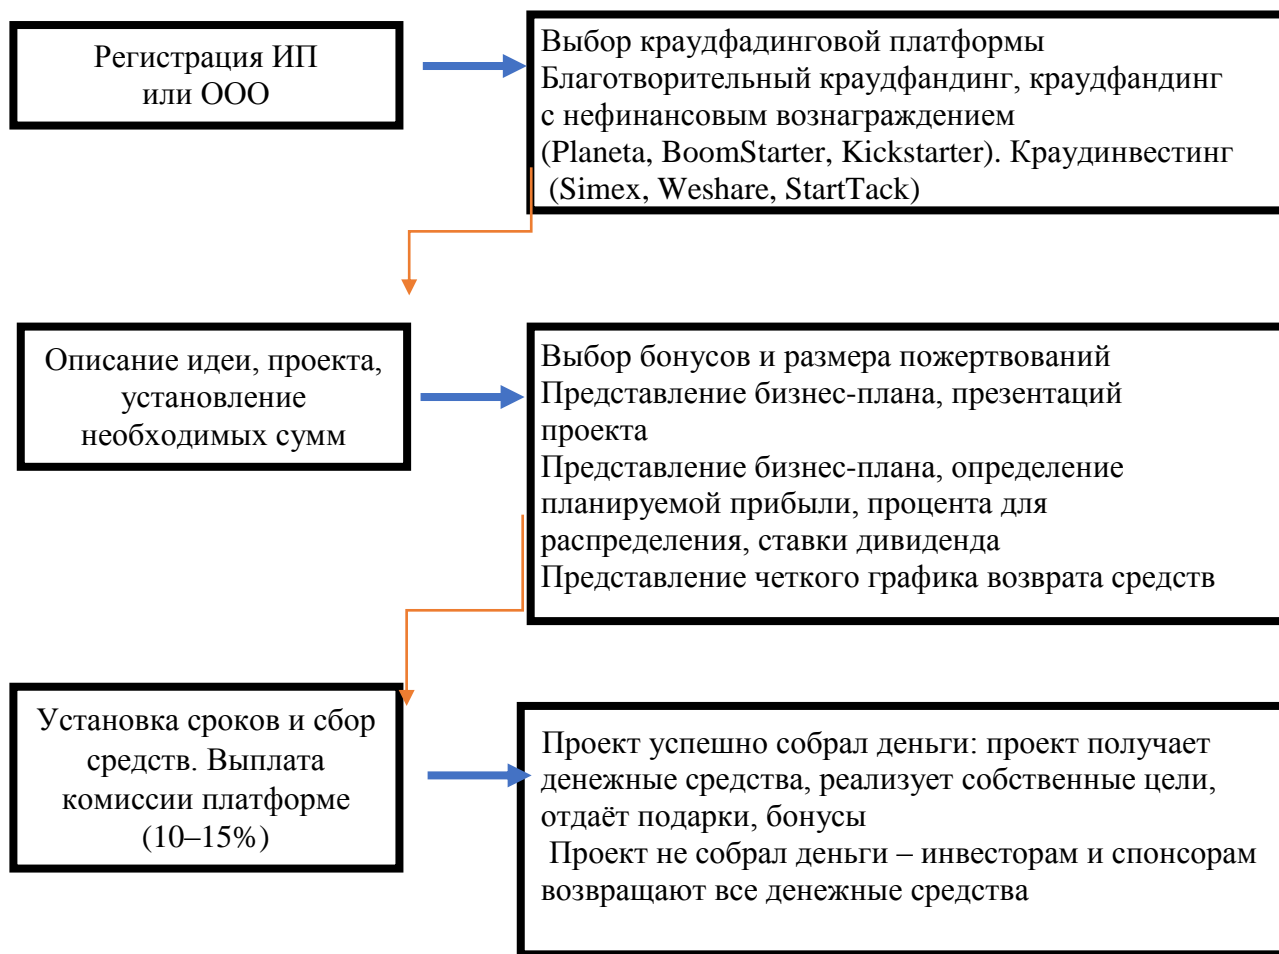 Регистрация ИП
или ООО
Выбор краудфадинговой платформы
Благотворительный краудфандинг, краудфандинг
с нефинансовым вознаграждением
(Planeta, BoomStarter, Kickstarter). Краудинвестинг
(Simex, Weshare, StartTack)
Описание идеи, проекта,
установление
необходимых сумм
Выбор бонусов и размера пожертвований
Представление бизнес-плана, презентаций
проекта
Представление бизнес-плана, определение
планируемой прибыли, процента для
распределения, ставки дивиденда
Представление четкого графика возврата средств
Установка сроков и сбор
средств. Выплата
комиссии платформе
(10–15%)
Проект успешно собрал деньги: проект получает
денежные средства, реализует собственные цели,
отдаёт подарки, бонусы
Проект не собрал деньги – инвесторам и спонсорам
возвращают все денежные средства